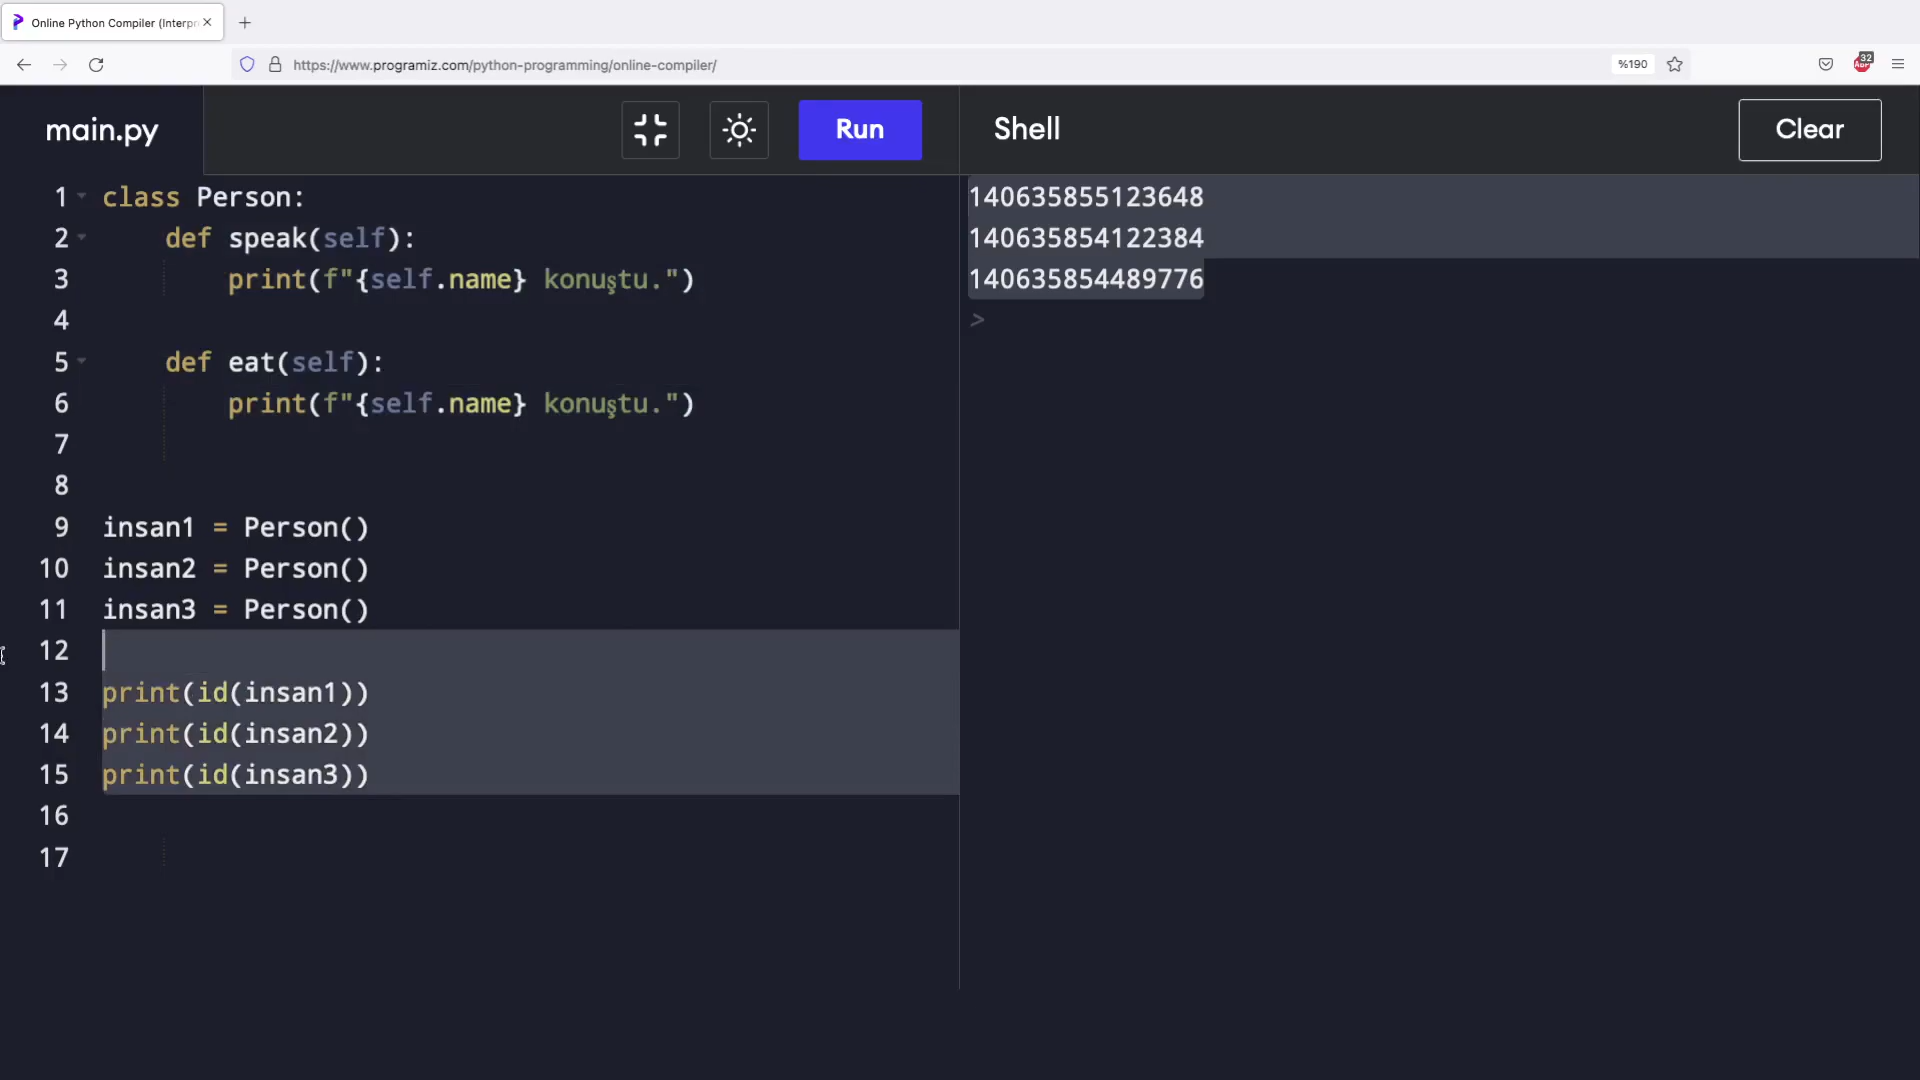 Online Python Compiler (Interpr
https://www.programiz.com/python-programming/online-compiler/
%190
32
ABP
main.py
Run
Shell
Clear
1 class Person:
2     def speak(self):
3         print(f"{self.name} konuştu.")
4
5     def eat(self):
6         print(f"{self.name} konuştu.")
7
8
9 insan1 = Person()
10 insan2 = Person()
11 insan3 = Person()
12
13 print(id(insan1))
14 print(id(insan2))
15 print(id(insan3))
16
17
140635855123648
140635854122384
140635854489776
>